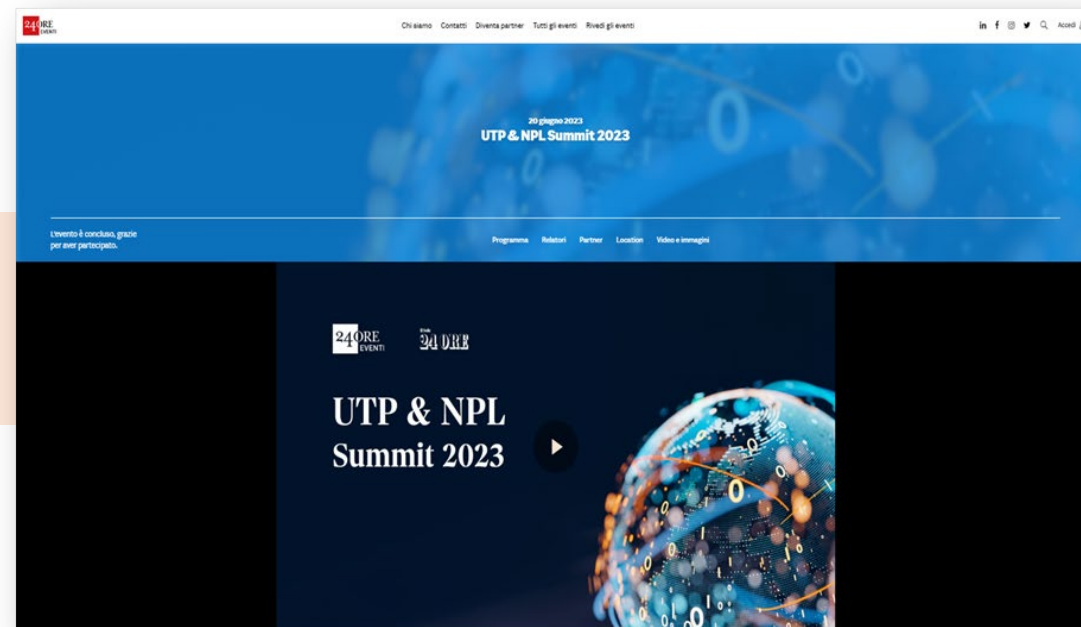 24ORE
EVENTI
Chi siamo Contatti Diventa partner Tutti gli eventi Rivedi gli eventi
in f Accedi
20 giugno 2023
UTP & NPL Summit 2023
L'evento è concluso, grazie
per aver partecipato.
Programma Relatori Partner Location Video e immagini
24ORE
EVENTI
24 ORE
UTP & NPL
Summit 2023